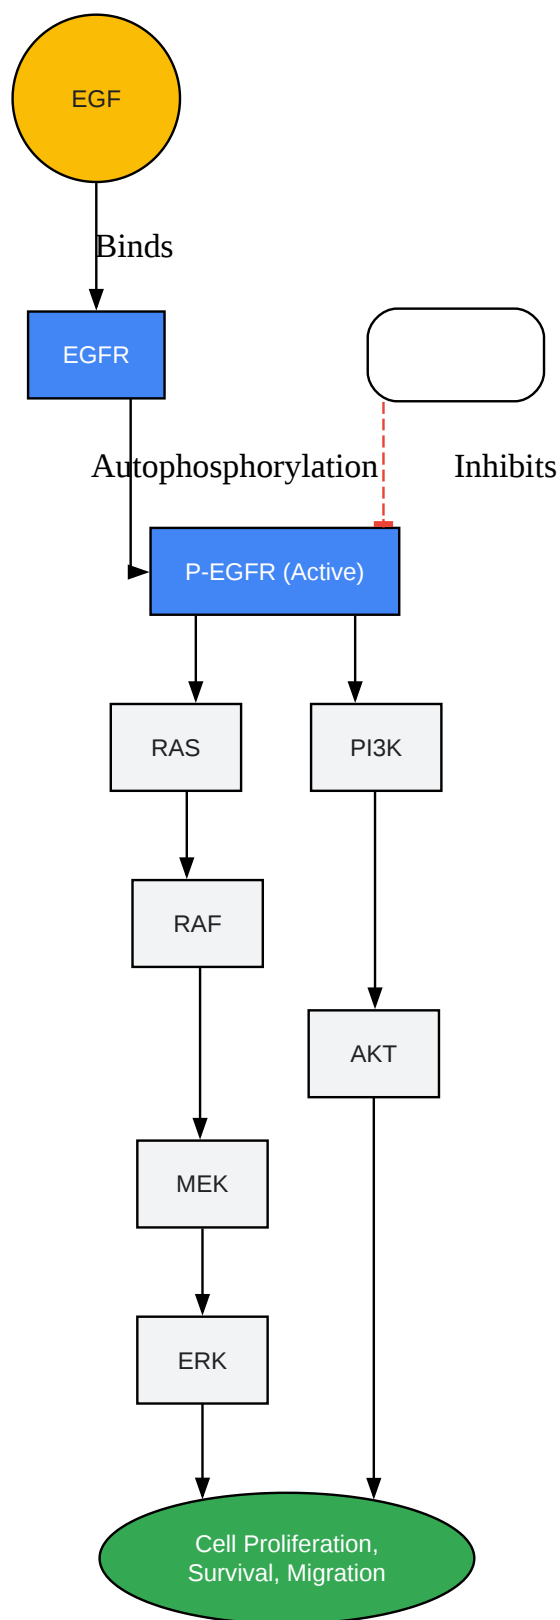 EGF
Binds
EGFR
Autophosphorylation
Inhibits
P-EGFR (Active)
RAS
PI3K
RAF
AKT
MEK
ERK
Cell Proliferation,
Survival, Migration